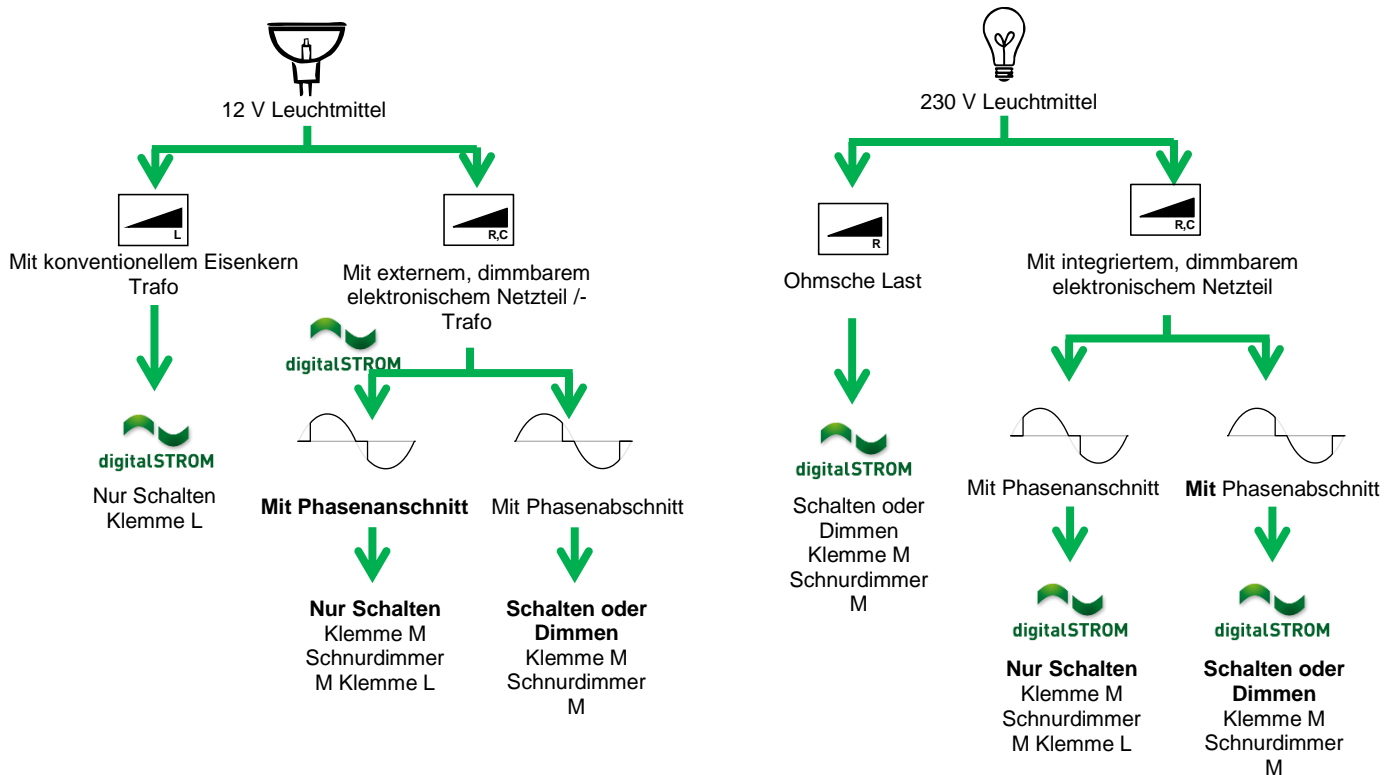 12 V Leuchtmittel
L
Mit konventionellem Eisenkern
Trafo
digitalSTROM
Nur Schalten
Klemme L
R,C
Mit externem, dimmbarem
elektronischem Netzteil /-
Trafo
digitalSTROM
Mit Phasenanschnitt
Nur Schalten
Klemme M
Schnurdimmer
M Klemme L
Mit Phasenabschnitt
Schalten oder
Dimmen
Klemme M
Schnurdimmer
M
230 V Leuchtmittel
R
Ohmsche Last
digitalSTROM
Schalten oder
Dimmen
Klemme M
Schnurdimmer
M
R,C
Mit integriertem, dimmbarem
elektronischem Netzteil
Mit Phasenanschnitt
digitalSTROM
Nur Schalten
Klemme M
Schnurdimmer
M Klemme L
Mit Phasenabschnitt
digitalSTROM
Schalten oder
Dimmen
Klemme M
Schnurdimmer
M